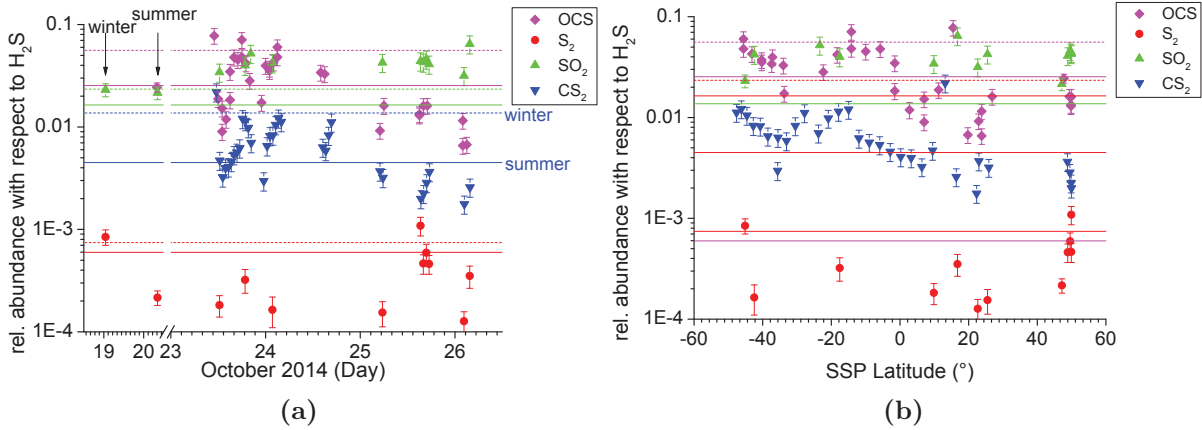 summer
winter
OCS
S₂
SO₂
CS₂
rel. abundance with respect to H₂S
0.1
0.01
1E-3
1E-4
winter
summer
19
20
23
24
25
26
October 2014 (Day)
(a)
OCS
S₂
SO₂
CS₂
rel. abundance with respect to H₂S
0.1
0.01
1E-3
1E-4
-60
-40
-20
0
20
40
60
SSP Latitude (°)
(b)